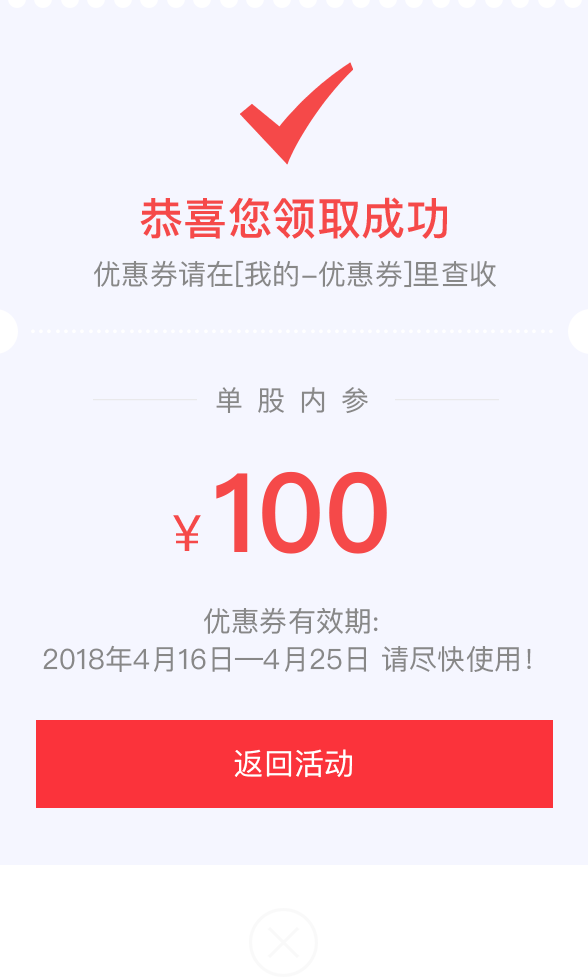 恭喜您领取成功
优惠券请在[我的-优惠券]里查收
单股内参
¥100
优惠券有效期:
2018年4月16日—4月25日 请尽快使用!
返回活动